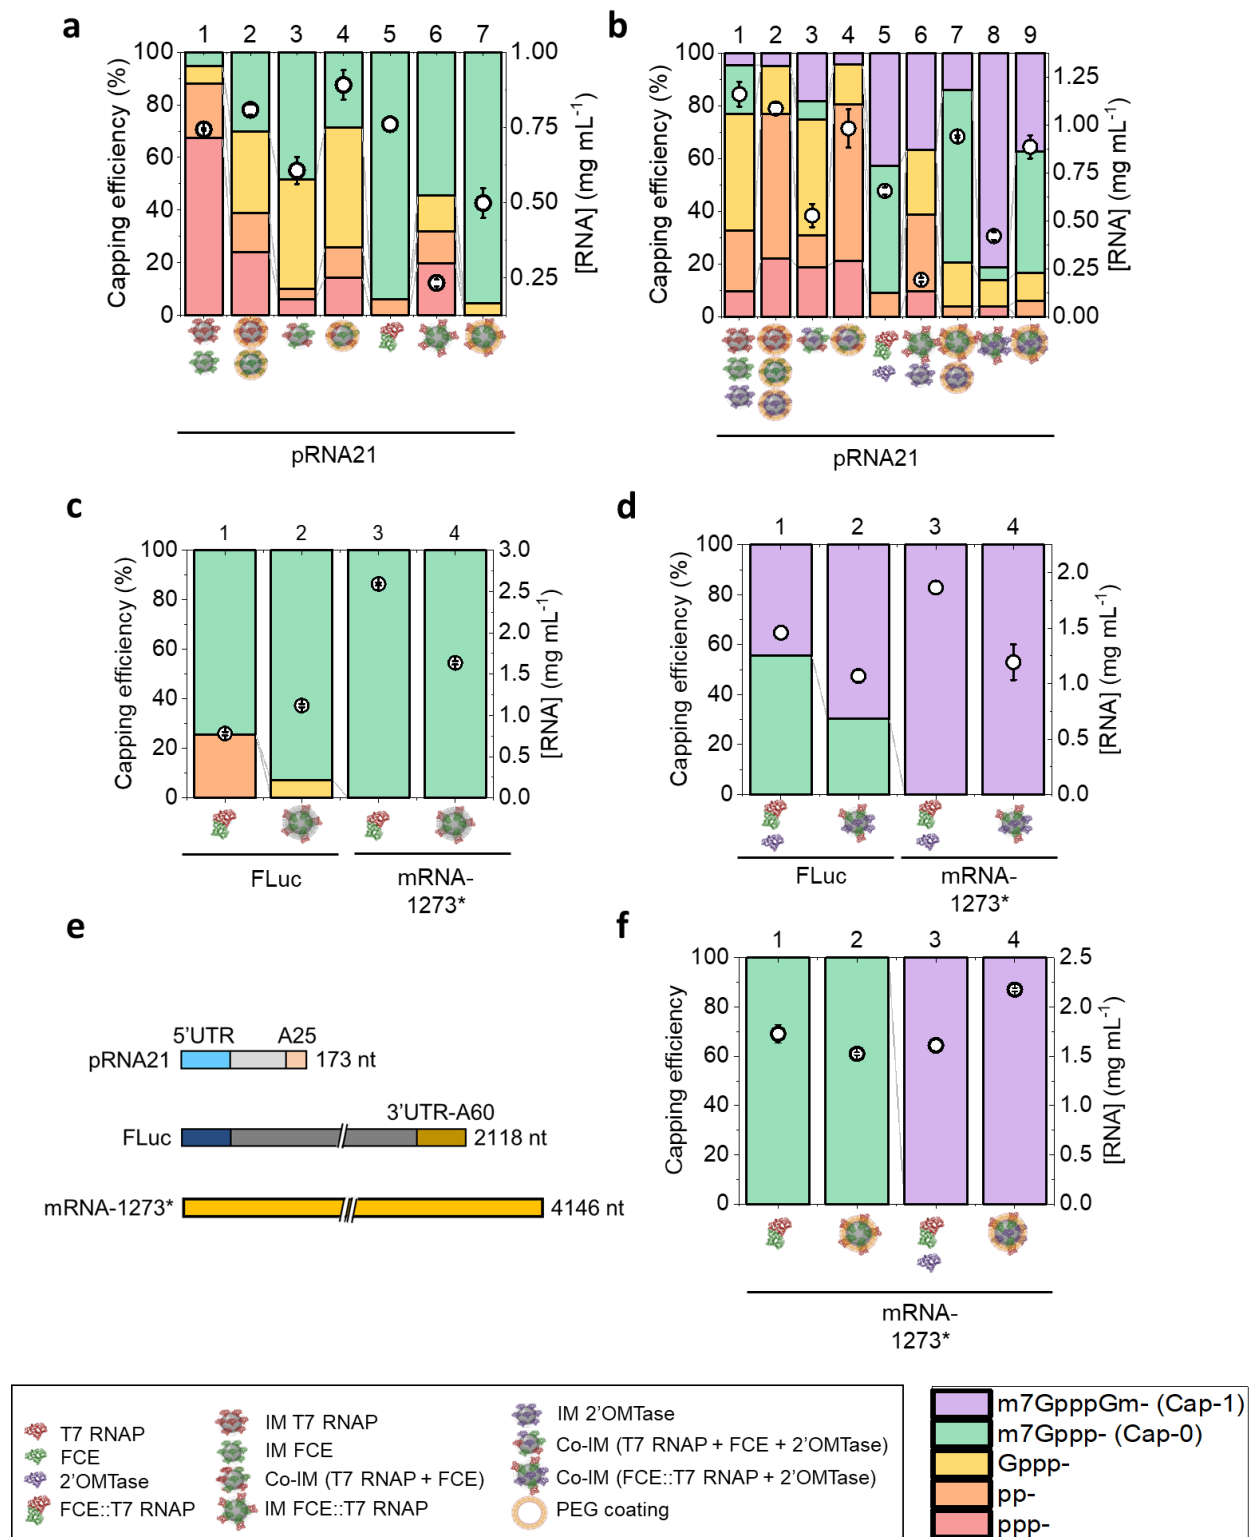 a
1 2 3 4 5 6 7
Capping efficiency (%)
100
80
60
40
20
0
1.00
0.75
0.50
0.25
[RNA] (mg mL⁻¹)
pRNA21
b
1 2 3 4 5 6 7 8 9
Capping efficiency (%)
100
80
60
40
20
0
1.25
1.00
0.75
0.50
0.25
0.00
[RNA] (mg mL⁻¹)
pRNA21
c
1 2 3 4
Capping efficiency (%)
100
80
60
40
20
0
3.0
2.5
2.0
1.5
1.0
0.5
0.0
[RNA] (mg mL⁻¹)
FLuc
mRNA-
1273*
d
1 2 3 4
Capping efficiency (%)
100
80
60
40
20
0
2.0
1.5
1.0
0.5
0.0
[RNA] (mg mL⁻¹)
FLuc
mRNA-
1273*
e
5'UTR A25
pRNA21 173 nt
3'UTR-A60
FLuc 2118 nt
mRNA-1273* 4146 nt
f
1 2 3 4
Capping efficiency
100
80
60
40
20
0
2.5
2.0
1.5
1.0
0.5
0.0
[RNA] (mg mL⁻¹)
mRNA-
1273*
T7 RNAP
FCE
2'OMTase
FCE::T7 RNAP
IM T7 RNAP
IM FCE
Co-IM (T7 RNAP + FCE)
IM FCE::T7 RNAP
IM 2'OMTase
Co-IM (T7 RNAP + FCE + 2'OMTase)
Co-IM (FCE::T7 RNAP + 2'OMTase)
PEG coating
m7GpppGm- (Cap-1)
m7Gppp- (Cap-0)
Gppp-
pp-
ppp-